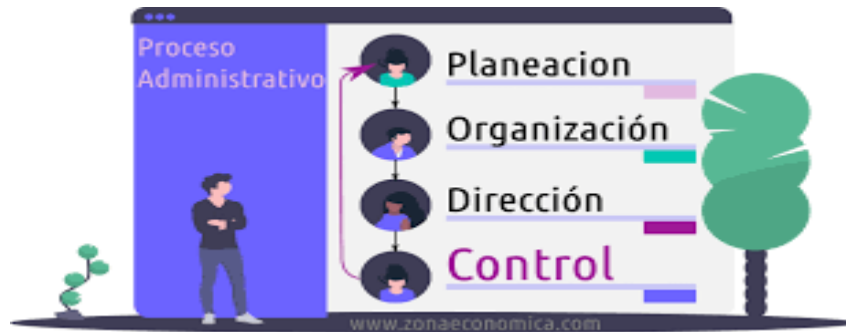 Proceso
Administrativo
Planeacion
Organización
Dirección
Control
www.zonaeconomica.com